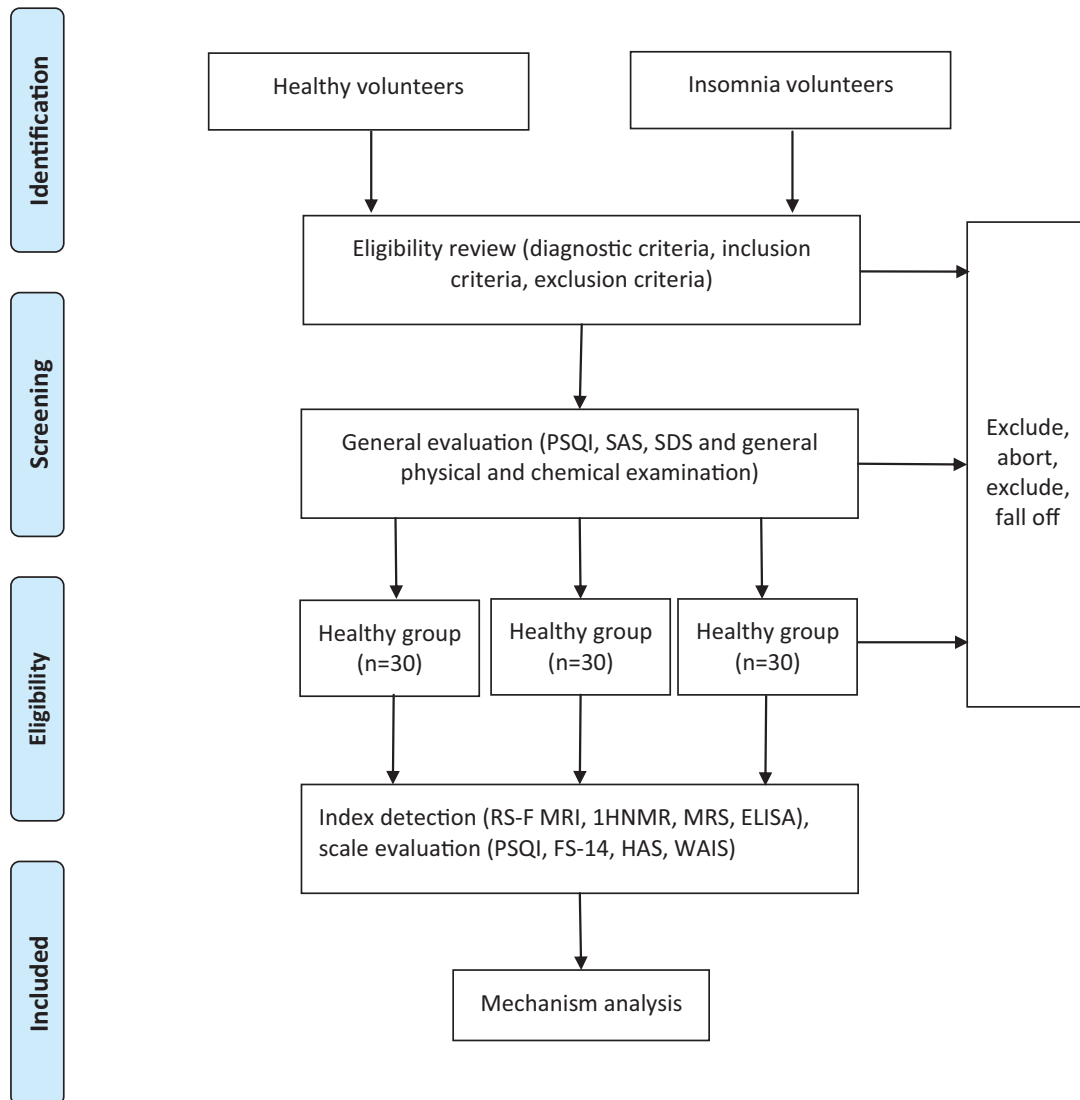 Identification
Healthy volunteers
Insomnia volunteers
Eligibility review (diagnostic criteria, inclusion
criteria, exclusion criteria)
Screening
General evaluation (PSQI, SAS, SDS and general
physical and chemical examination)
Exclude,
abort,
exclude,
fall off
Eligibility
Healthy group
(n=30)
Healthy group
(n=30)
Healthy group
(n=30)
Index detection (RS-F MRI, 1HNMR, MRS, ELISA),
scale evaluation (PSQI, FS-14, HAS, WAIS)
Included
Mechanism analysis